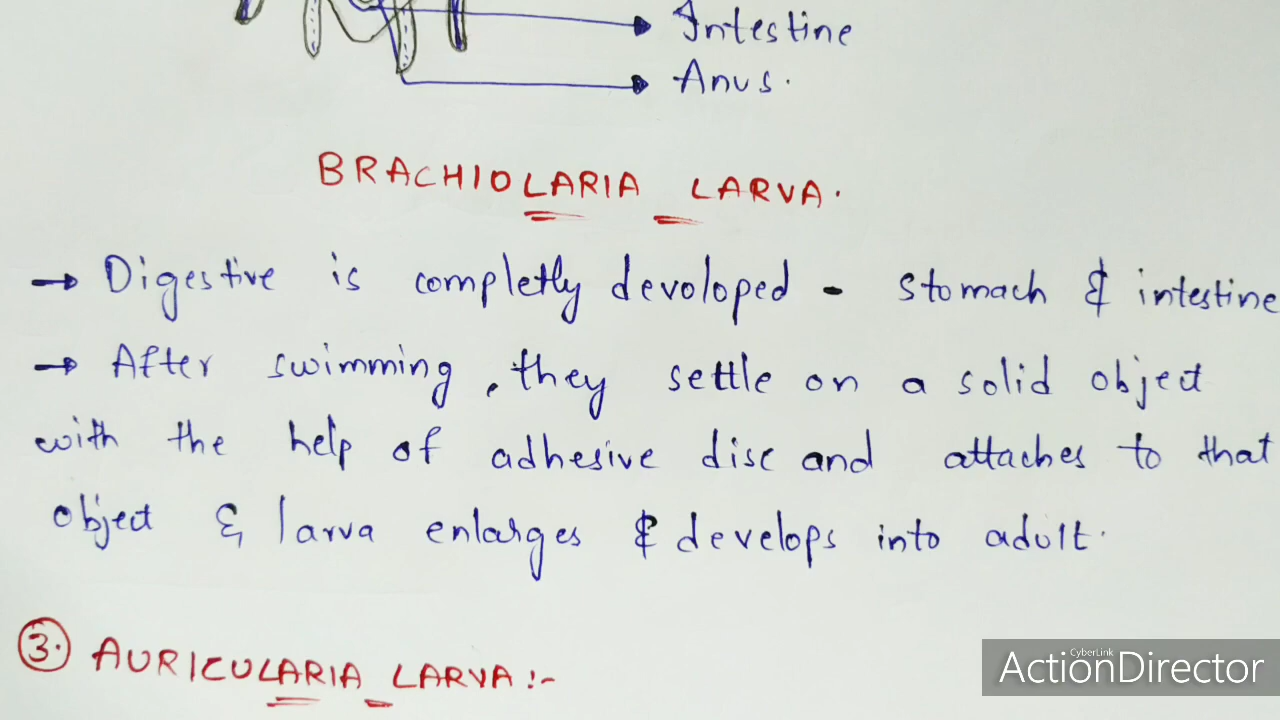 Intestine
Anus.
BRACHIOLARIA LARVA.
→ Digestive is completly devoloped - stomach & intestine
→ After swimming, they settle on a solid object
with the help of adhesive disc and attaches to that
object & larva enlarges & develops into adult.
3. AURICULARIA LARVA :-
CyberLink
ActionDirector